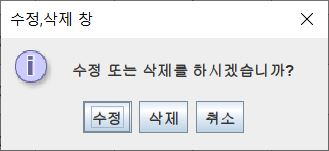 수정,삭제 창
수정 또는 삭제를 하시겠습니까?
수정 삭제 취소